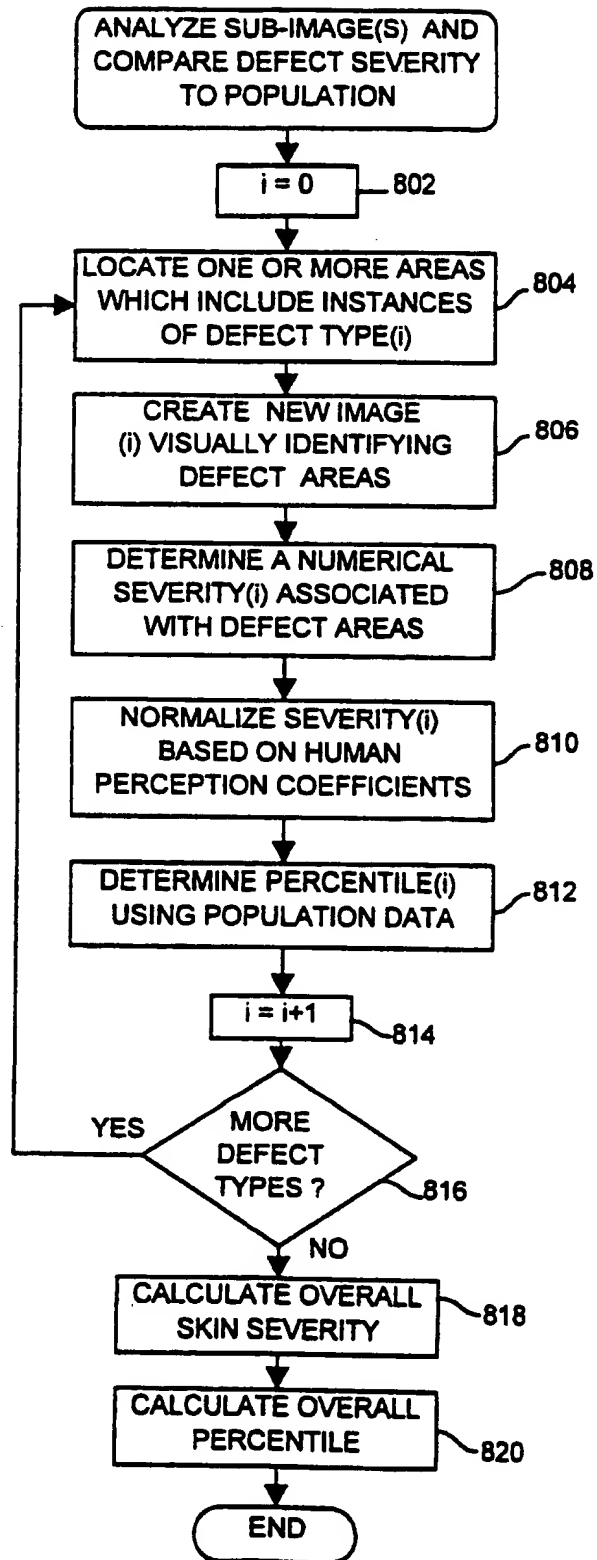 ANALYZE SUB-IMAGE(S) AND
COMPARE DEFECT SEVERITY
TO POPULATION
i = 0
802
LOCATE ONE OR MORE AREAS
WHICH INCLUDE INSTANCES
OF DEFECT TYPE(i)
804
CREATE NEW IMAGE
(i) VISUALLY IDENTIFYING
DEFECT AREAS
806
DETERMINE A NUMERICAL
SEVERITY(i) ASSOCIATED
WITH DEFECT AREAS
808
NORMALIZE SEVERITY(i)
BASED ON HUMAN
PERCEPTION COEFFICIENTS
810
DETERMINE PERCENTILE(i)
USING POPULATION DATA
812
i = i+1
814
YES
MORE
DEFECT
TYPES ?
816
NO
CALCULATE OVERALL
SKIN SEVERITY
818
CALCULATE OVERALL
PERCENTILE
820
END